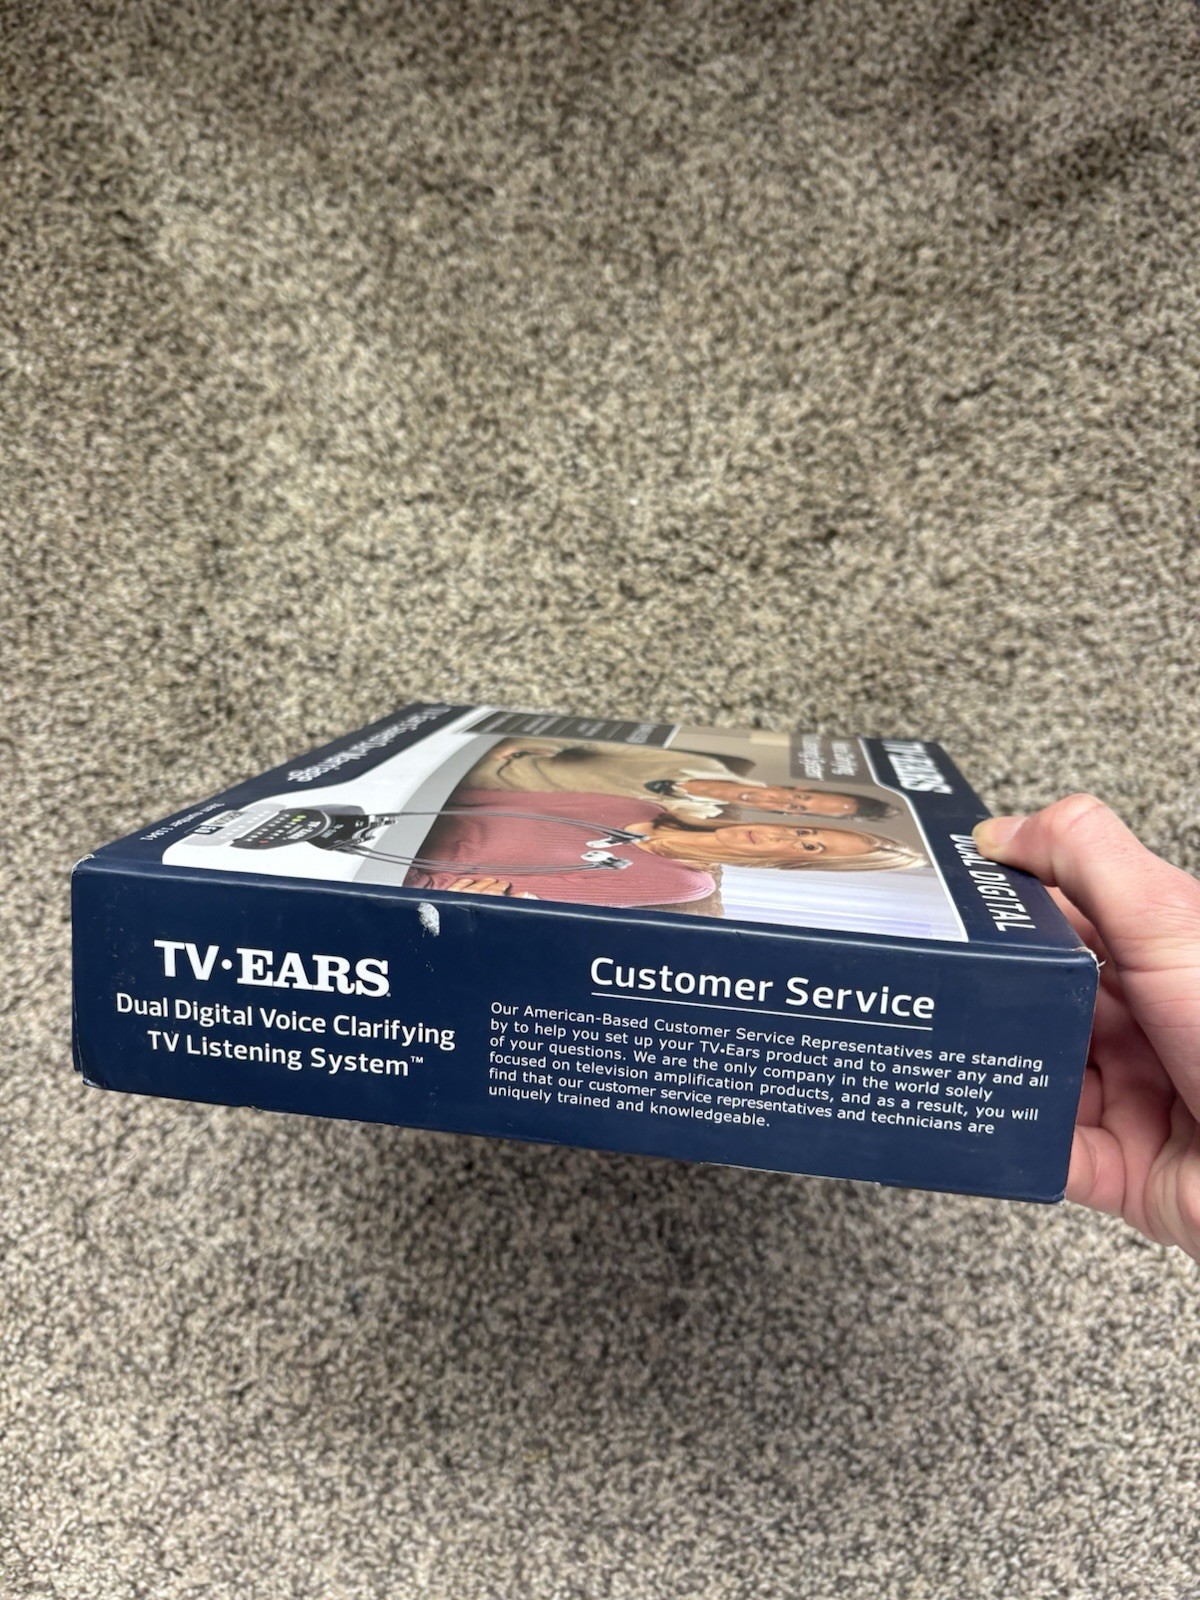 TV•EARS
DUAL DIGITAL
TV•EARS
Dual Digital Voice Clarifying
TV Listening System™
Customer Service
Our American-Based Customer Service Representatives are standing
by to help you set up your TV•Ears product and to answer any and all
of your questions. We are the only company in the world solely
focused on television amplification products, and as a result, you will
find that our customer service representatives and technicians are
uniquely trained and knowledgeable.